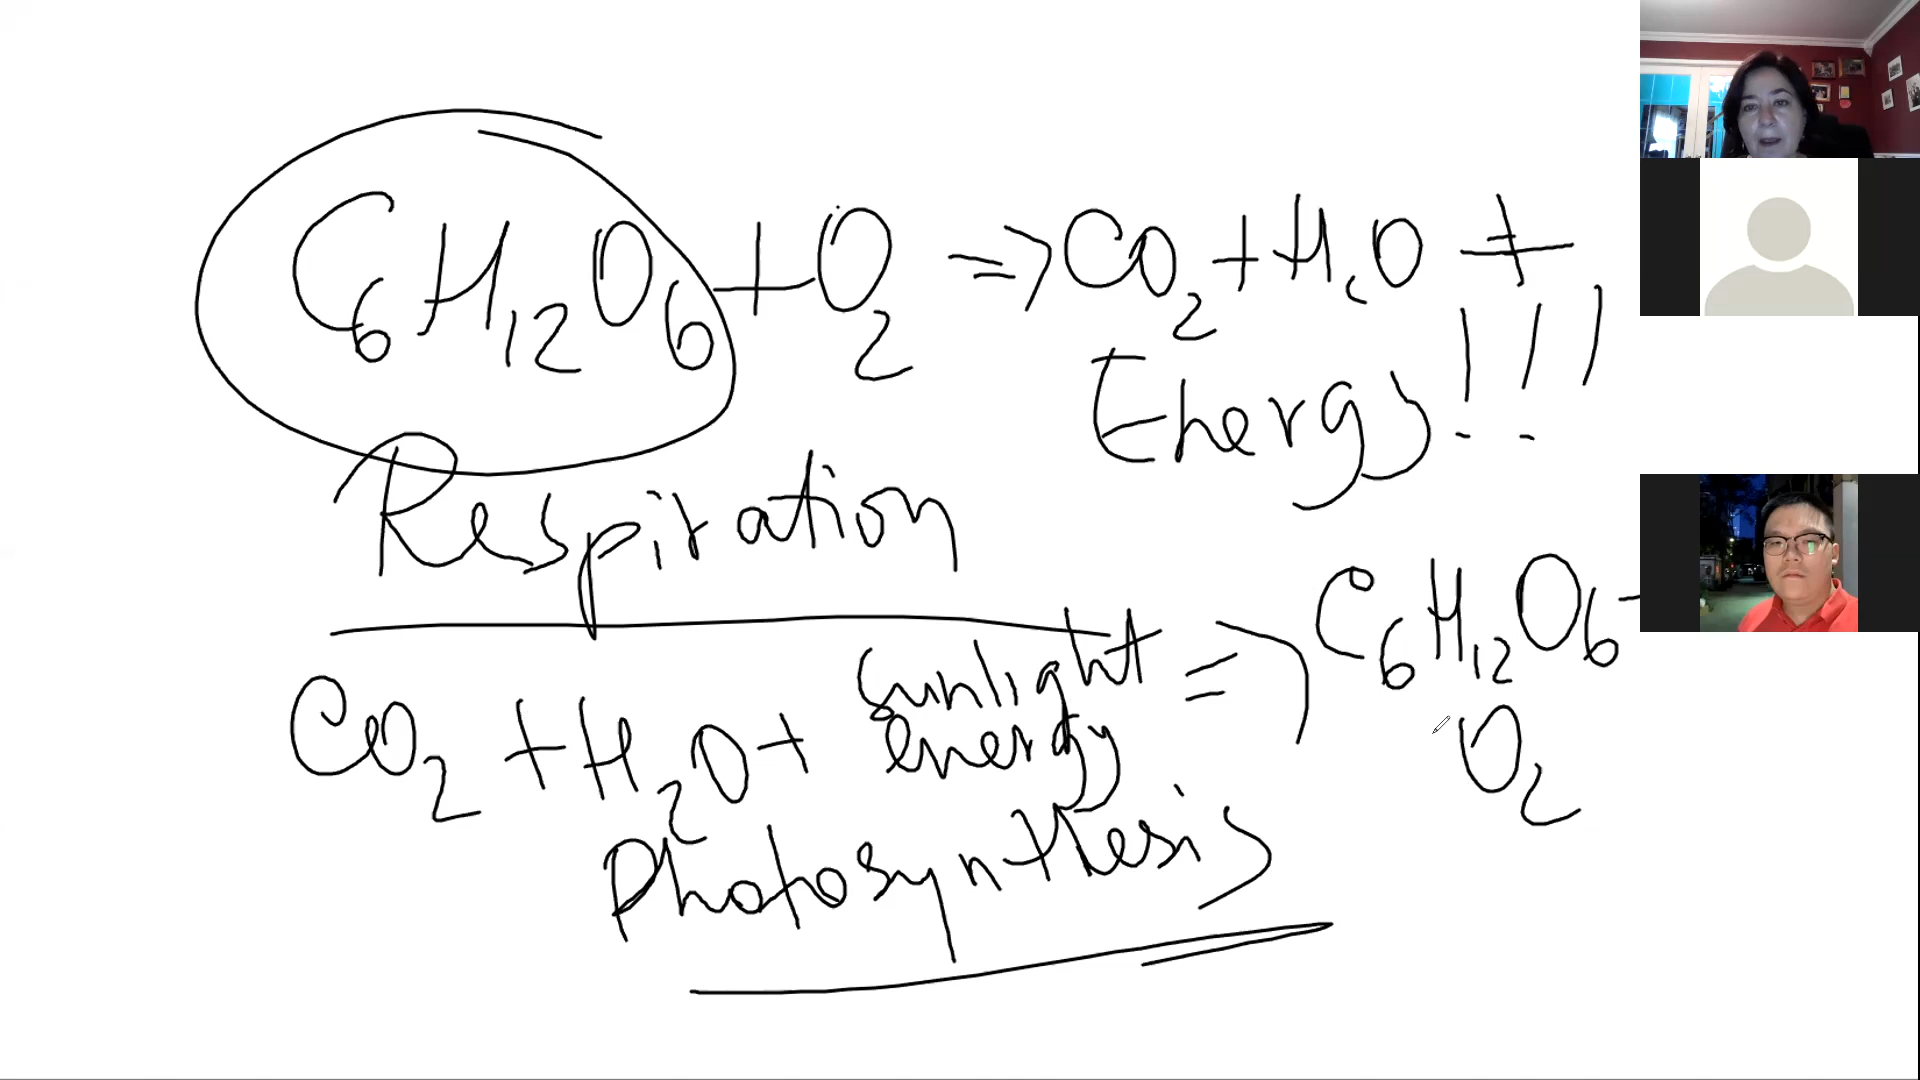 C6H12O6 + O2 => CO2 + H2O +
Energy!!!
Respiration
CO2 + H2O + sunlight energy => C6H12O6 +
O2
Photosynthesis